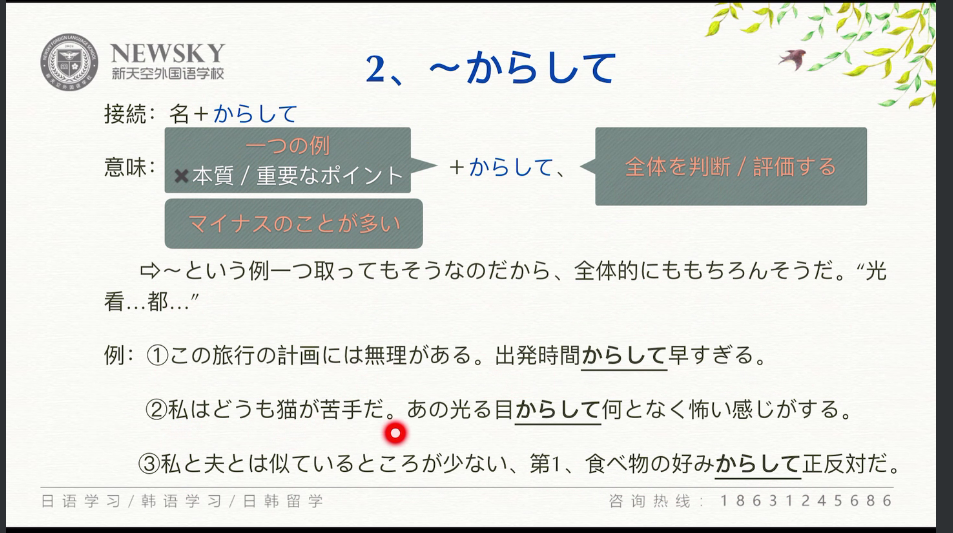 NEWSKY
新天空外国语学校
2、～からして
接続：名＋からして
一つの例
意味：
✖本質 / 重要なポイント
＋からして、
全体を判断 / 評価する
マイナスのことが多い
⇨～という例一つ取ってもそうなのだから、全体的にももちろんそうだ。“光
看…都…”
例：①この旅行の計画には無理がある。出発時間からして早すぎる。
②私はどうも猫が苦手だ。あの光る目からして何となく怖い感じがする。
③私と夫とは似ているところが少ない、第1、食べ物の好みからして正反対だ。
日语学习/韩语学习/日韩留学
咨询热线：18631245686